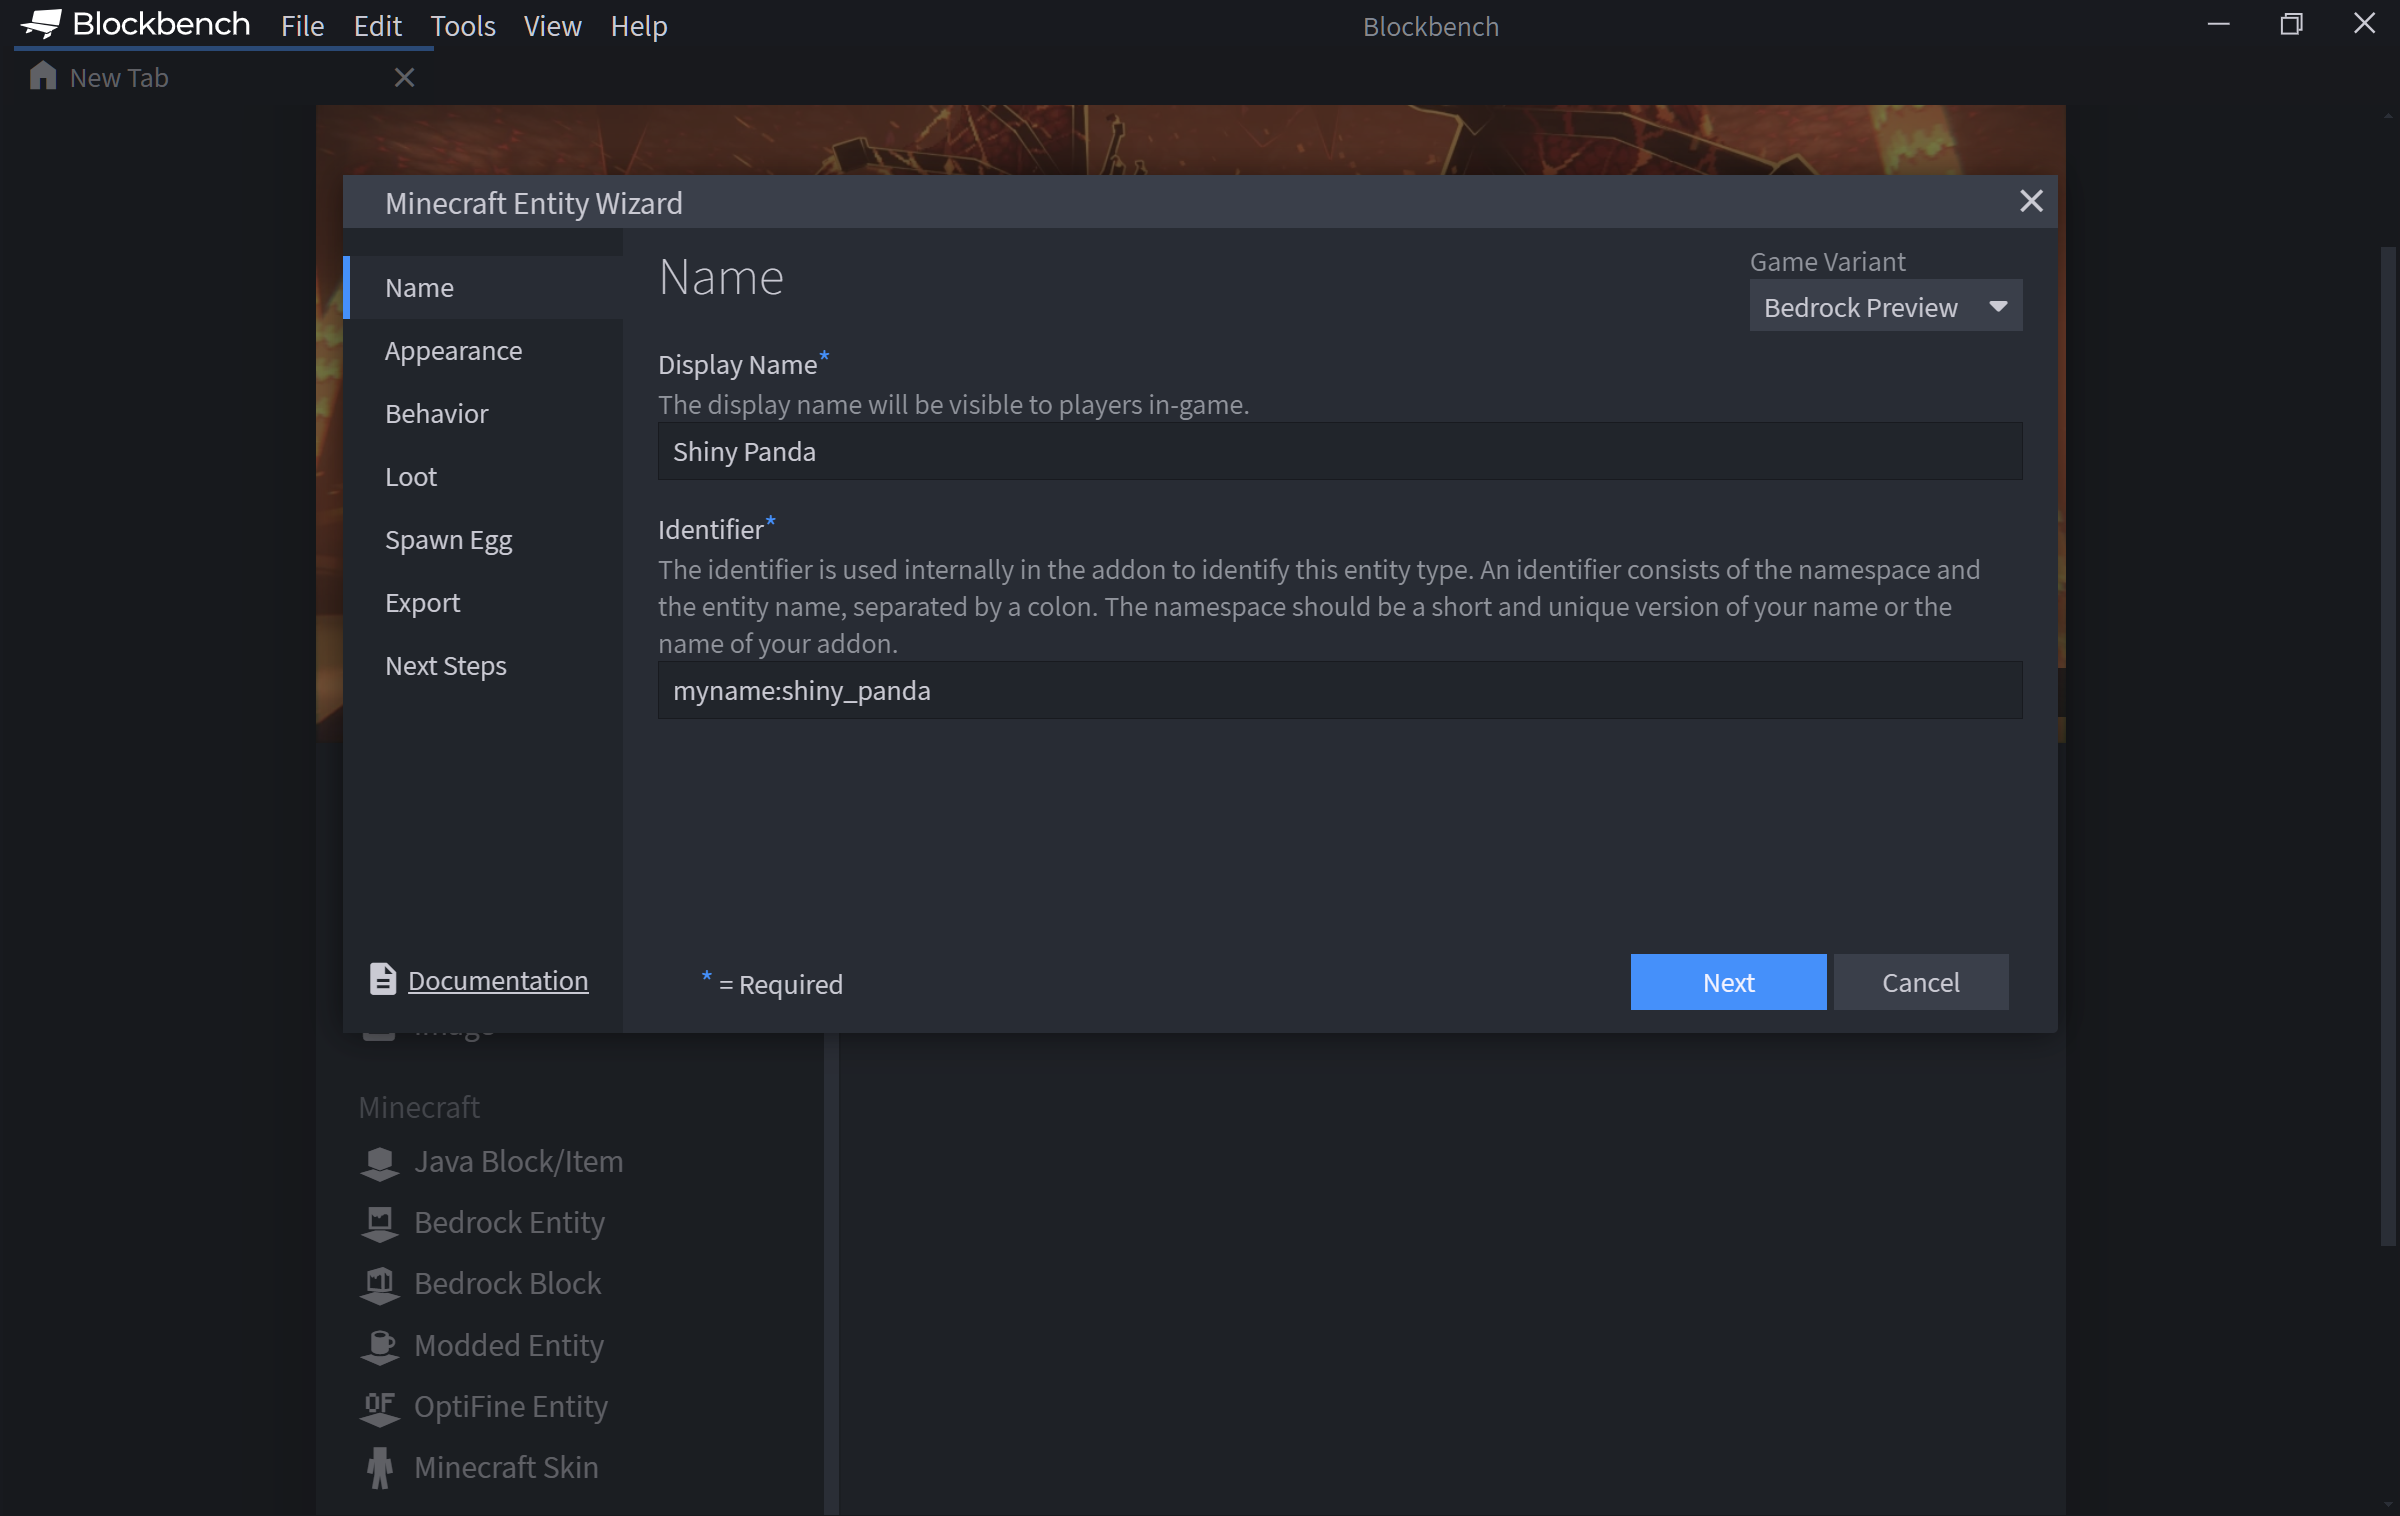 Blockbench File Edit Tools View Help Blockbench
New Tab
Minecraft Entity Wizard
Name
Appearance
Behavior
Loot
Spawn Egg
Export
Next Steps
Documentation
Name
Game Variant
Bedrock Preview
Display Name*
The display name will be visible to players in-game.
Shiny Panda
Identifier*
The identifier is used internally in the addon to identify this entity type. An identifier consists of the namespace and
the entity name, separated by a colon. The namespace should be a short and unique version of your name or the
name of your addon.
myname:shiny_panda
* = Required
Next Cancel
Image
Minecraft
Java Block/Item
Bedrock Entity
Bedrock Block
Modded Entity
OF OptiFine Entity
Minecraft Skin